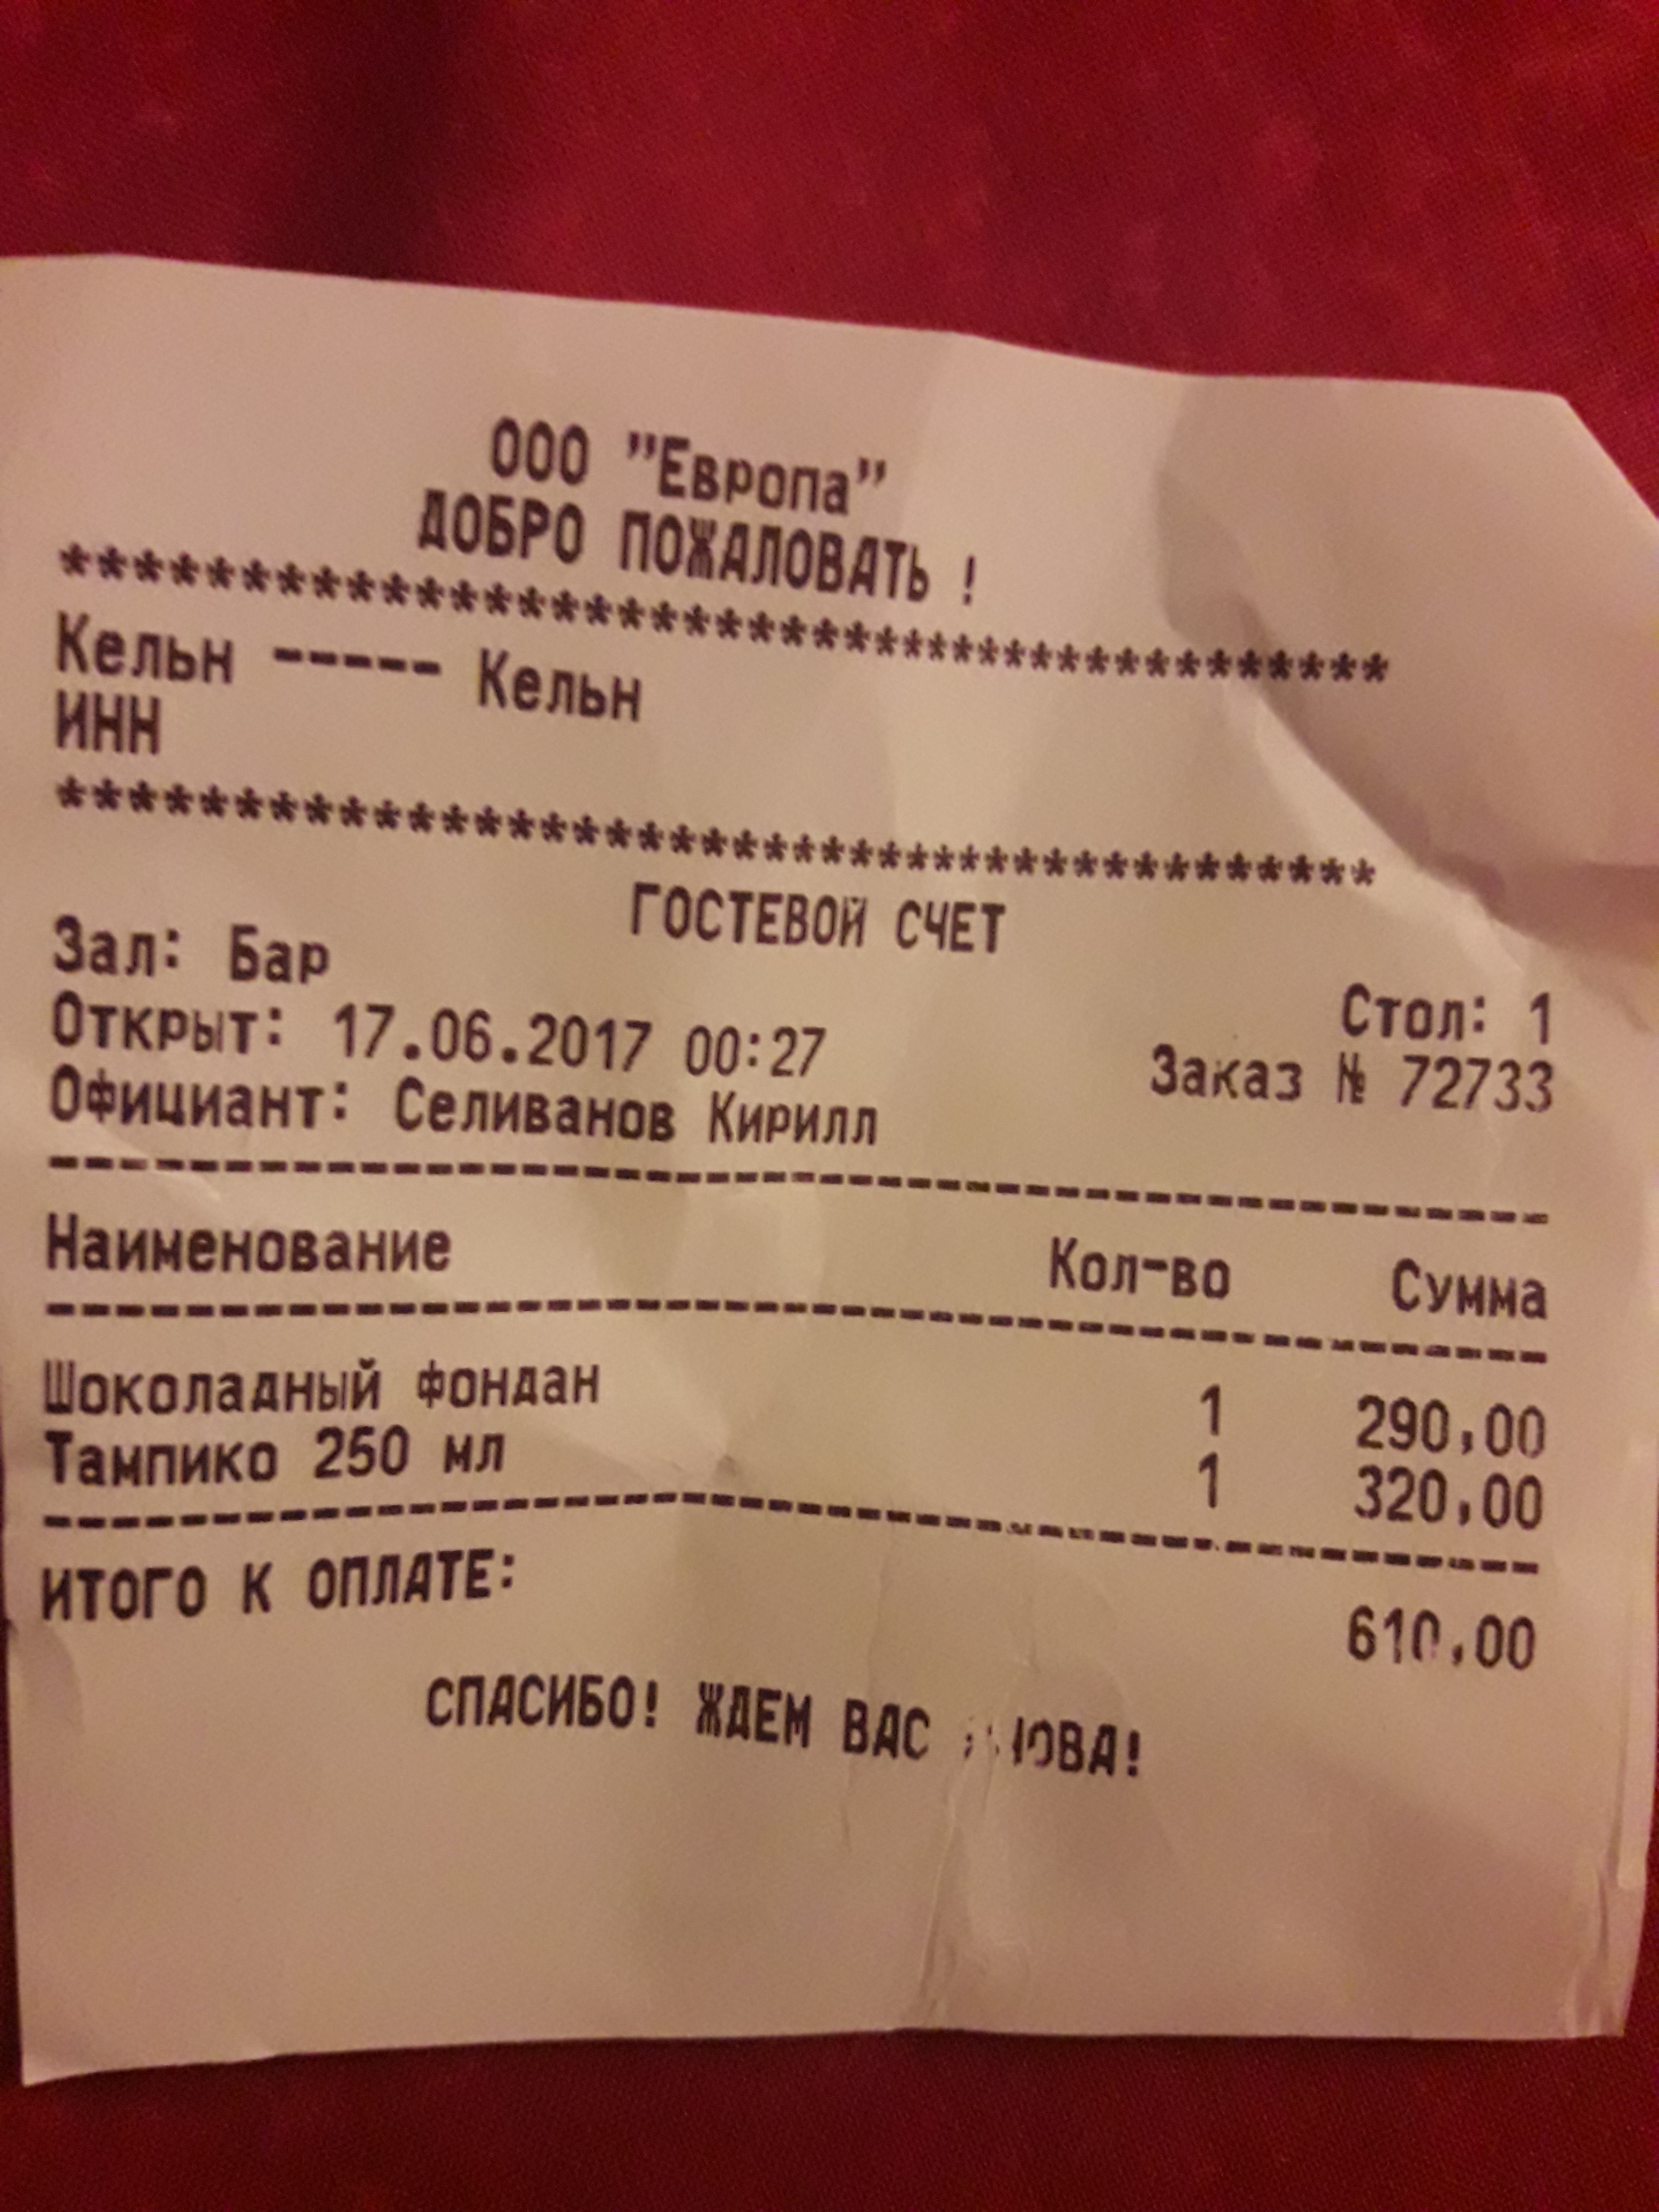 ООО "Европа"
ДОБРО ПОЖАЛОВАТЬ !
**************************************
Кельн ----- Кельн
ИНН
**************************************
ГОСТЕВОЙ СЧЕТ
Зал: Бар Стол: 1
Открыт: 17.06.2017 00:27 Заказ № 72733
Официант: Селиванов Кирилл
Наименование Кол-во Сумма
Шоколадный фондан 1 290,00
Тампико 250 мл 1 320,00
ИТОГО К ОПЛАТЕ: 610,00
СПАСИБО! ЖДЕМ ВАС